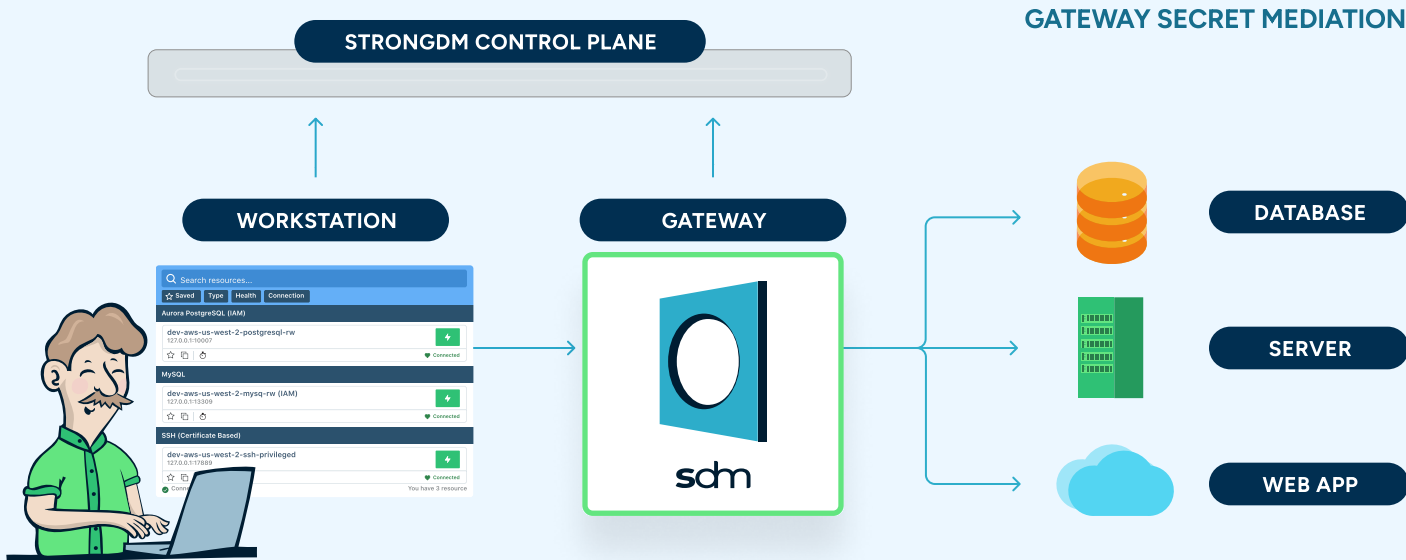 GATEWAY SECRET MEDIATION
STRONGDM CONTROL PLANE
WORKSTATION
GATEWAY
DATABASE
SERVER
WEB APP
Search resources...
Saved Type Health Connection
Aurora PostgreSQL (IAM)
dev-aws-us-west-2-postgresql-rw
127.0.0.1:10007
Connected
MySQL
dev-aws-us-west-2-mysq-rw (IAM)
127.0.0.1:13309
Connected
SSH (Certificate Based)
dev-aws-us-west-2-ssh-privileged
127.0.0.1:17889
Connected
You have 3 resource
sdm